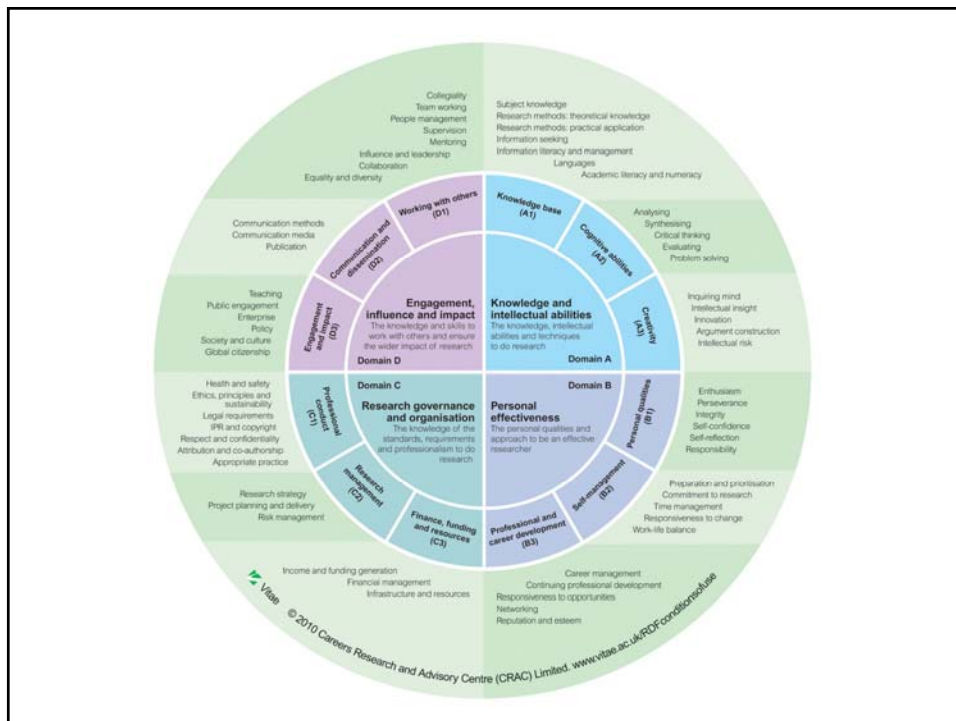 Collegiality
Team working
People management
Supervision
Mentoring
Influence and leadership
Collaboration
Equality and diversity
Subject knowledge
Research methods: theoretical knowledge
Research methods: practical application
Information seeking
Information literacy and management
Languages
Academic literacy and numeracy
Working with others
(D1)
Knowledge base
(A1)
Communication methods
Communication media
Publication
Communication and
dissemination
(D2)
Cognitive abilities
(A2)
Analysing
Synthesising
Critical thinking
Evaluating
Problem solving
Teaching
Public engagement
Enterprise
Policy
Society and culture
Global citizenship
Engagement
and impact
(D3)
Engagement,
influence and impact
The knowledge and skills to
work with others and ensure
the wider impact of research
Domain D
Knowledge and
intellectual abilities
The knowledge, intellectual
abilities and techniques
to do research
Domain A
Creativity
(A3)
Inquiring mind
Intellectual insight
Innovation
Argument construction
Intellectual risk
Health and safety
Ethics, principles and
sustainability
Legal requirements
IPR and copyright
Respect and confidentiality
Attribution and co-authorship
Appropriate practice
Professional
conduct
(C1)
Domain C
Research governance
and organisation
The knowledge of the
standards, requirements
and professionalism to do
research
Domain B
Personal
effectiveness
The personal qualities and
approach to be an effective
researcher
Personal qualities
(B1)
Enthusiasm
Perseverance
Integrity
Self-confidence
Self-reflection
Responsibility
Research strategy
Project planning and delivery
Risk management
Research
management
(C2)
Self-management
(B2)
Preparation and prioritisation
Commitment to research
Time management
Responsiveness to change
Work-life balance
Finance, funding
and resources
(C3)
Professional and
career development
(B3)
Income and funding generation
Financial management
Infrastructure and resources
Career management
Continuing professional development
Responsiveness to opportunities
Networking
Reputation and esteem
Vitae
© 2010 Careers Research and Advisory Centre (CRAC) Limited. www.vitae.ac.uk/RDFconditionsofuse